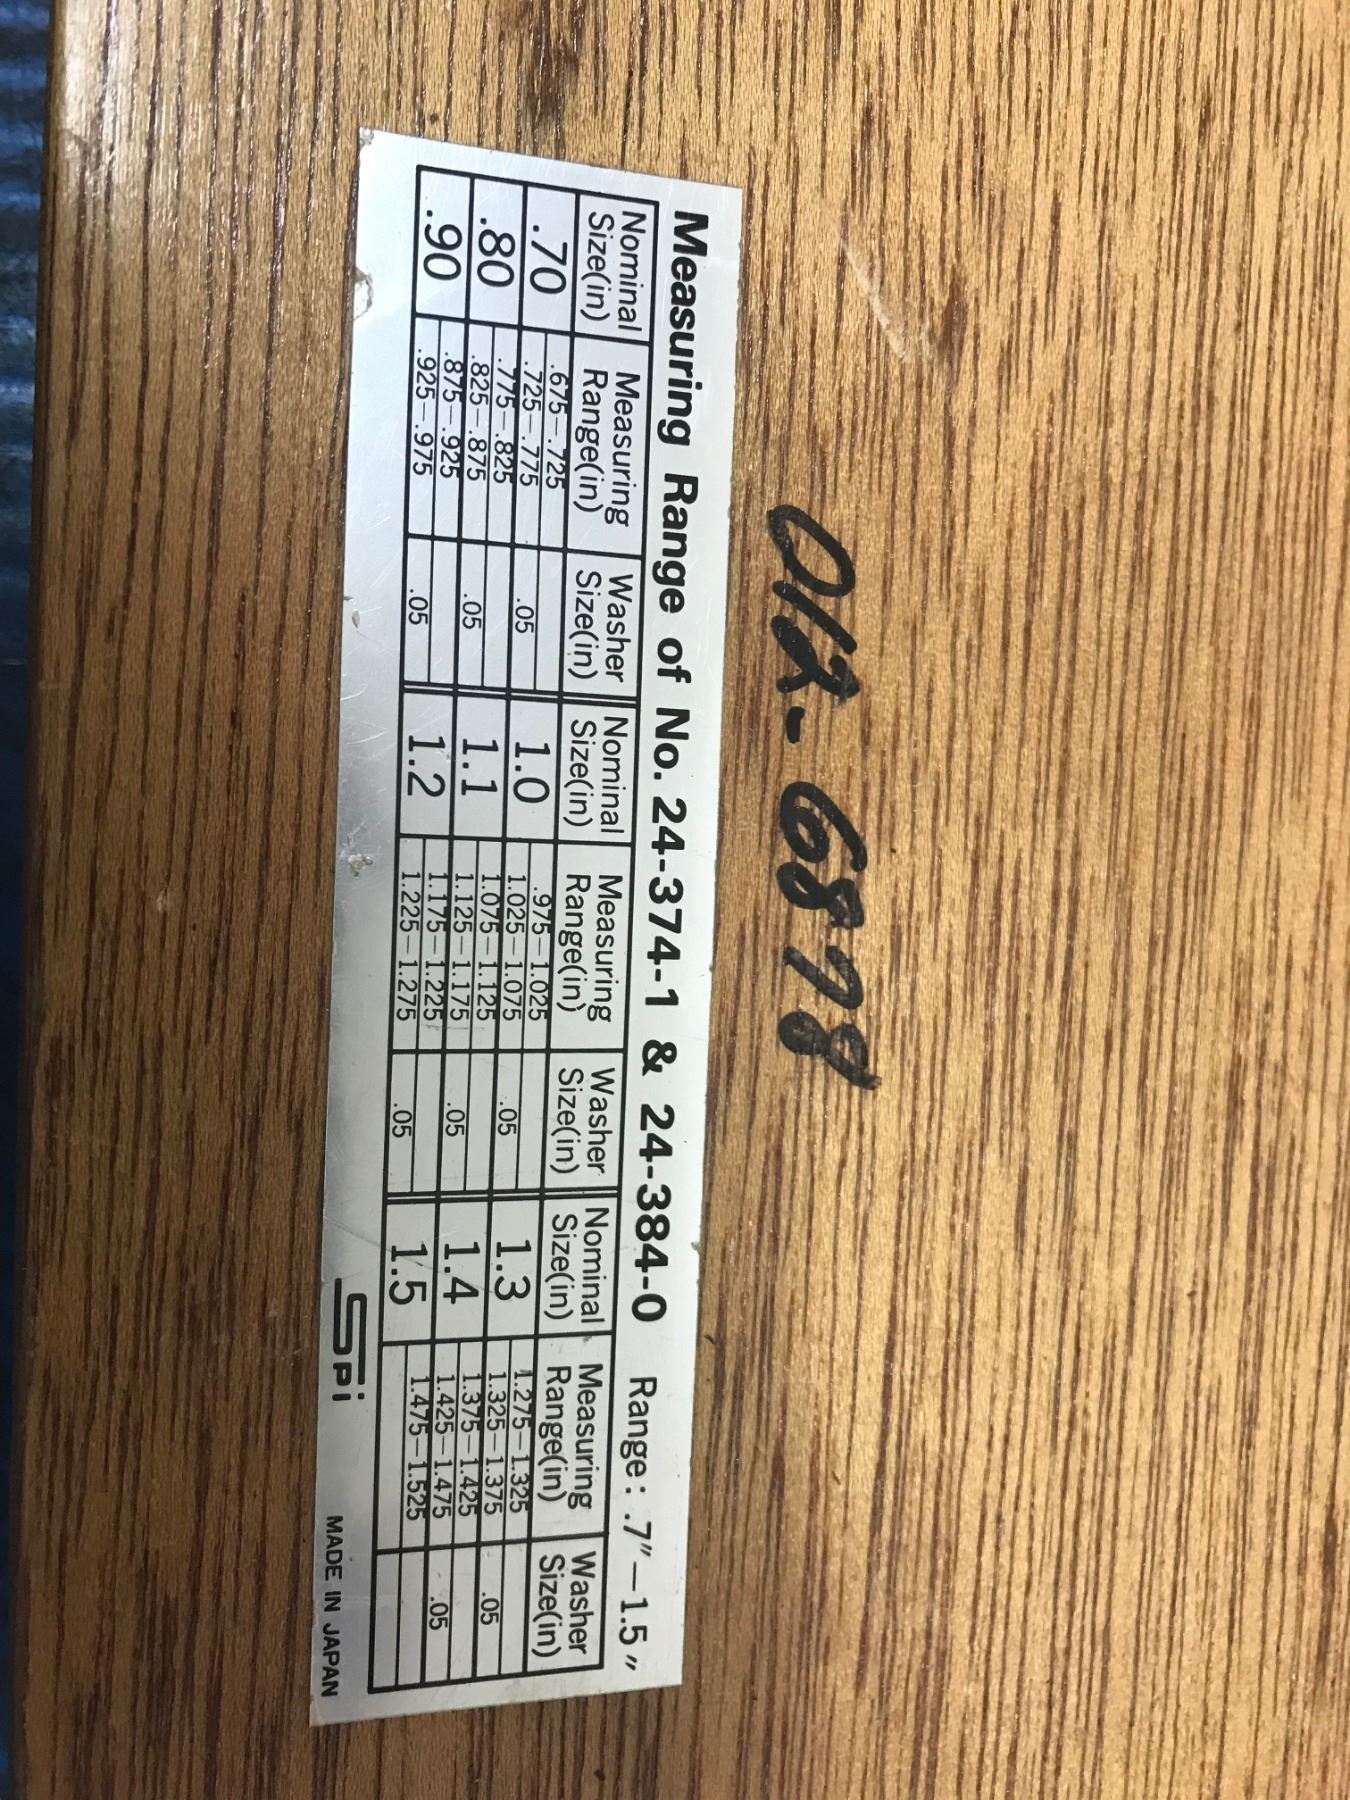 012-6878
Measuring Range of No. 24-374-1 & 24-384-0 Range: .7″–1.5″
Nominal Size(in) Measuring Range(in) Washer Size(in) Nominal Size(in) Measuring Range(in) Washer Size(in) Nominal Size(in) Measuring Range(in) Washer Size(in)
.70 .675–.725 1.0 .975–1.025 1.3 1.275–1.325
.725–.775 .05 1.025–1.075 .05 1.325–1.375 .05
.80 .775–.825 1.1 1.075–1.125 1.4 1.375–1.425
.825–.875 .05 1.125–1.175 .05 1.425–1.475 .05
.90 .875–.925 1.2 1.175–1.225 1.5 1.475–1.525
.925–.975 .05 1.225–1.275 .05
SPi MADE IN JAPAN